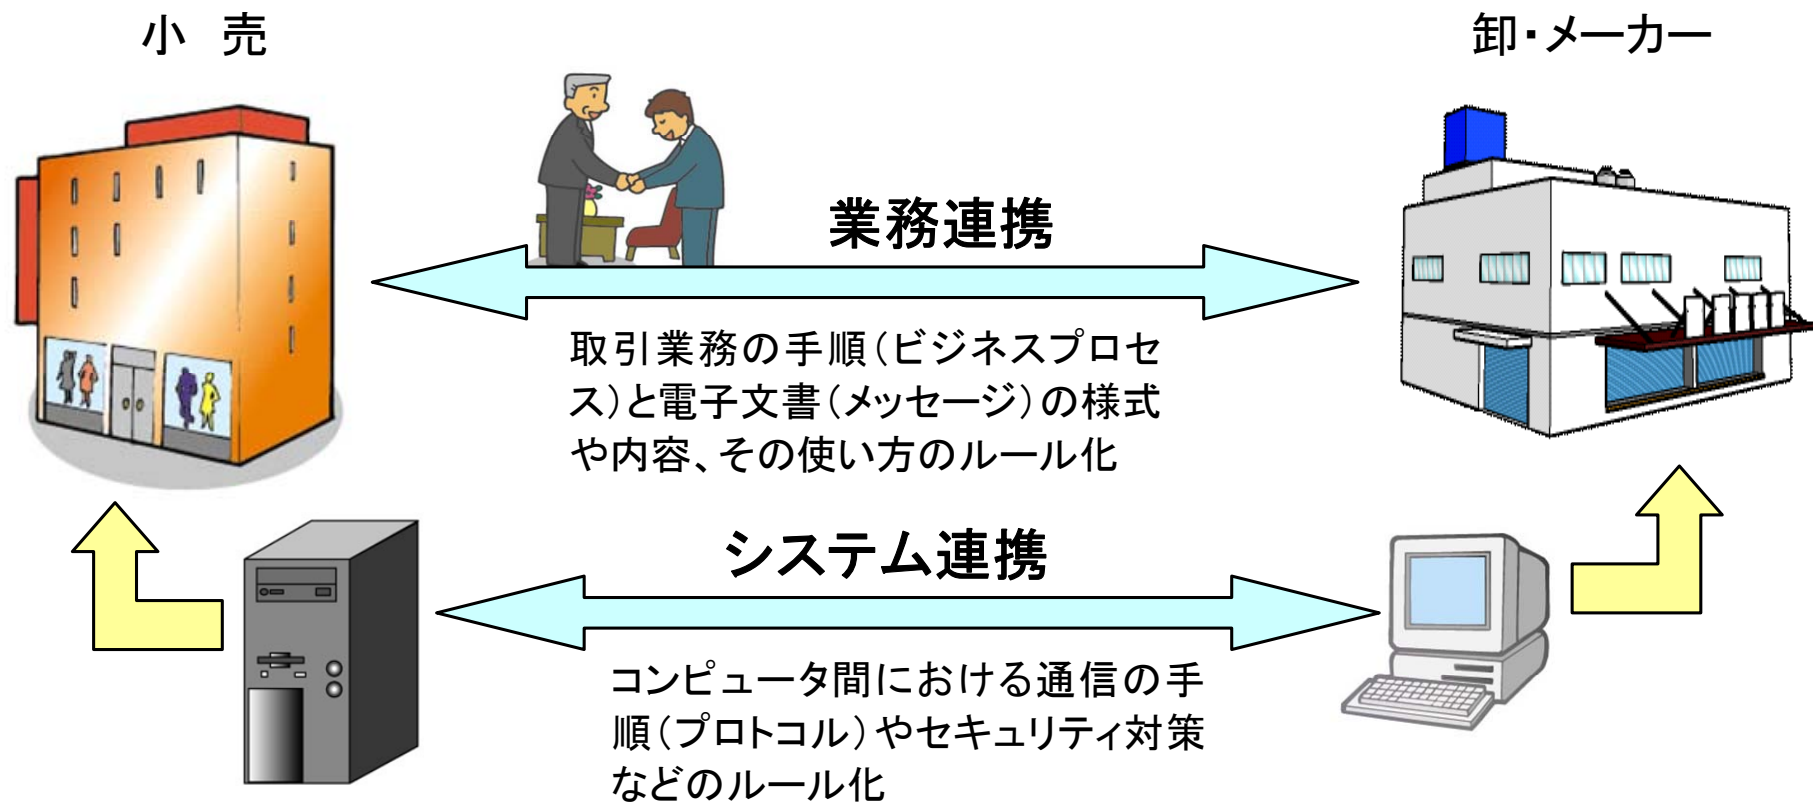 小　売
卸・メーカー
業務連携
取引業務の手順（ビジネスプロセ
ス）と電子文書（メッセージ）の様式
や内容、その使い方のルール化
システム連携
コンピュータ間における通信の手
順（プロトコル）やセキュリティ対策
などのルール化